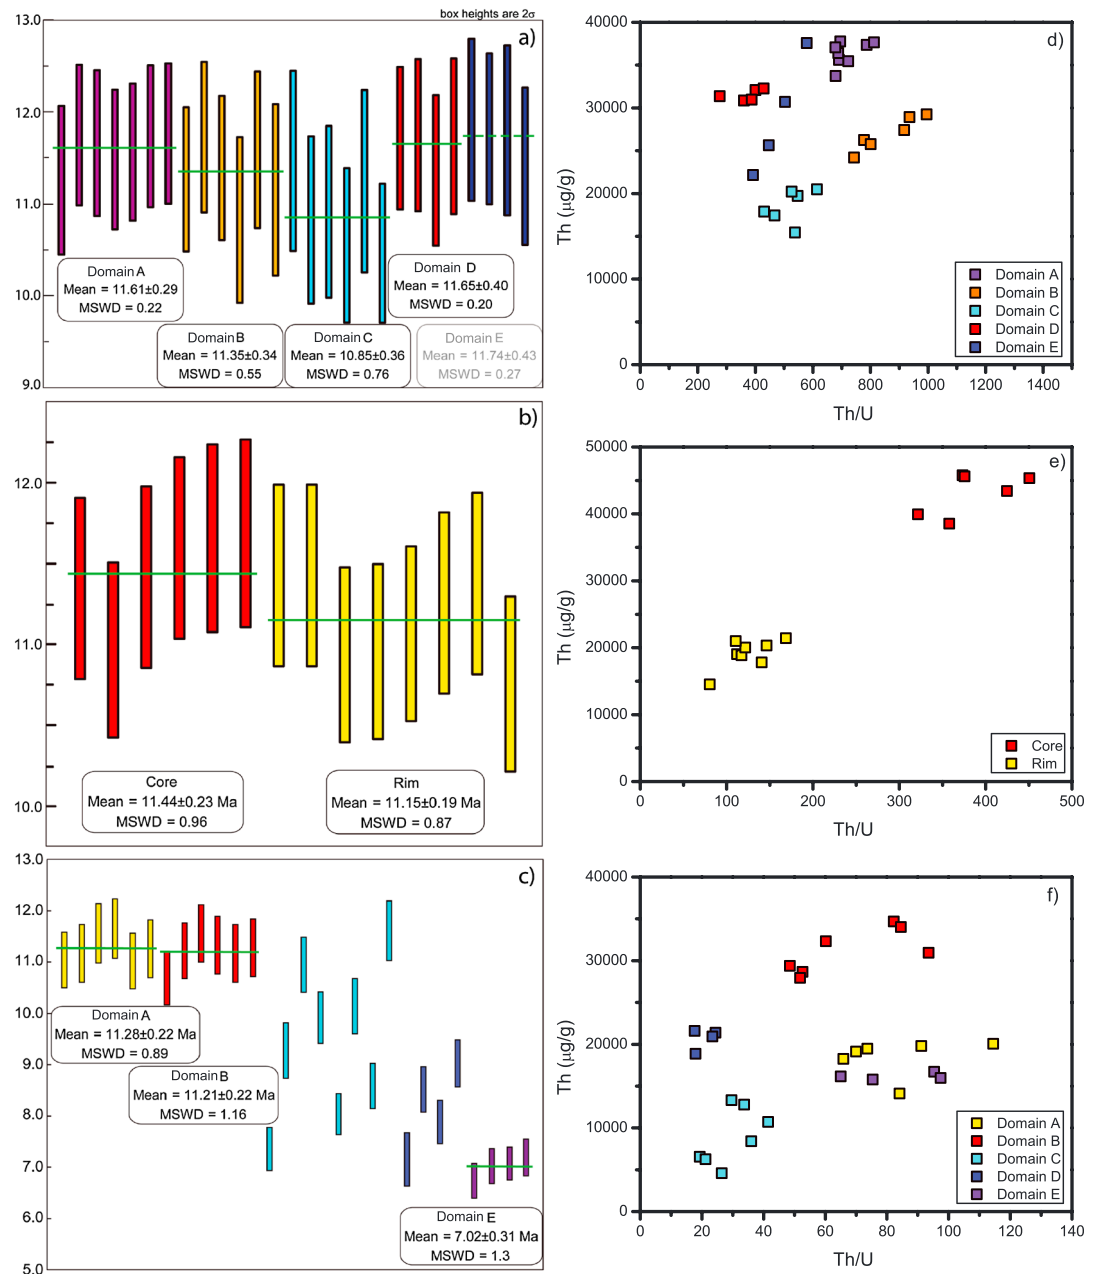 box heights are 2σ
a)
13.0
12.0
11.0
10.0
9.0
Domain A
Mean = 11.61±0.29
MSWD = 0.22
Domain B
Mean = 11.35±0.34
MSWD = 0.55
Domain C
Mean = 10.85±0.36
MSWD = 0.76
Domain D
Mean = 11.65±0.40
MSWD = 0.20
Domain E
Mean = 11.74±0.43
MSWD = 0.27
d)
Th (µg/g)
40000
30000
20000
10000
0
0 200 400 600 800 1000 1200 1400
Th/U
Domain A
Domain B
Domain C
Domain D
Domain E
b)
12.0
11.0
10.0
Core
Mean = 11.44±0.23 Ma
MSWD = 0.96
Rim
Mean = 11.15±0.19 Ma
MSWD = 0.87
e)
Th (µg/g)
50000
40000
30000
20000
10000
0
0 100 200 300 400 500
Th/U
Core
Rim
c)
13.0
12.0
11.0
10.0
9.0
8.0
7.0
6.0
5.0
Domain A
Mean = 11.28±0.22 Ma
MSWD = 0.89
Domain B
Mean = 11.21±0.22 Ma
MSWD = 1.16
Domain E
Mean = 7.02±0.31 Ma
MSWD = 1.3
f)
Th (µg/g)
40000
30000
20000
10000
0
0 20 40 60 80 100 120 140
Th/U
Domain A
Domain B
Domain C
Domain D
Domain E